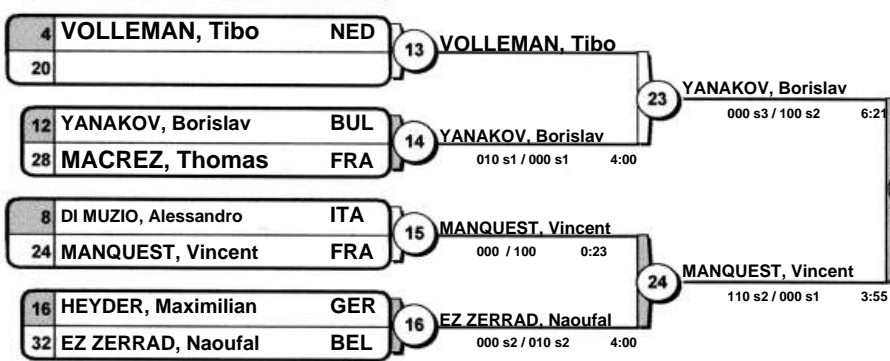 4 VOLLEMAN, Tibo NED
20
13 VOLLEMAN, Tibo
12 YANAKOV, Borislav BUL
28 MACREZ, Thomas FRA
14 YANAKOV, Borislav
010 s1 / 000 s1 4:00
23 YANAKOV, Borislav
000 s3 / 100 s2 6:21
8 DI MUZIO, Alessandro ITA
24 MANQUEST, Vincent FRA
15 MANQUEST, Vincent
000 / 100 0:23
16 HEYDER, Maximilian GER
32 EZ ZERRAD, Naoufal BEL
16 EZ ZERRAD, Naoufal
000 s2 / 010 s2 4:00
24 MANQUEST, Vincent
110 s2 / 000 s1 3:55